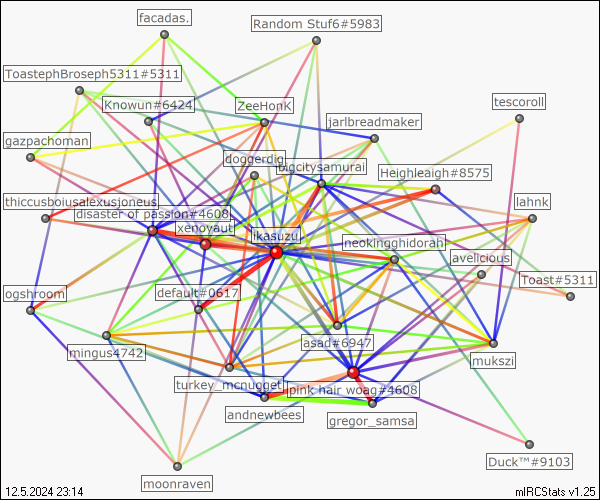 facadas.
Random Stuf6#5983
ToastephBroseph5311#5311
Knowun#6424
ZeeHonK
tescoroll
jarlbreadmaker
gazpachoman
doggerdig
bigcitysamurai
Heighleigh#8575
thiccusboiusalexusjoneus
lahnk
disaster of passion#4608
xenoyaut
ikasuzu
neokingghidorah
javelicious
Toast#5311
ogshroom
default#0617
asad#6947
mingus4742
mukszi
turkey_mcnugget
pink hair woag#4608
andnewbees
gregor_samsa
Duck™#9103
moonraven
12.5.2024 23:14
mIRCStats v1.25